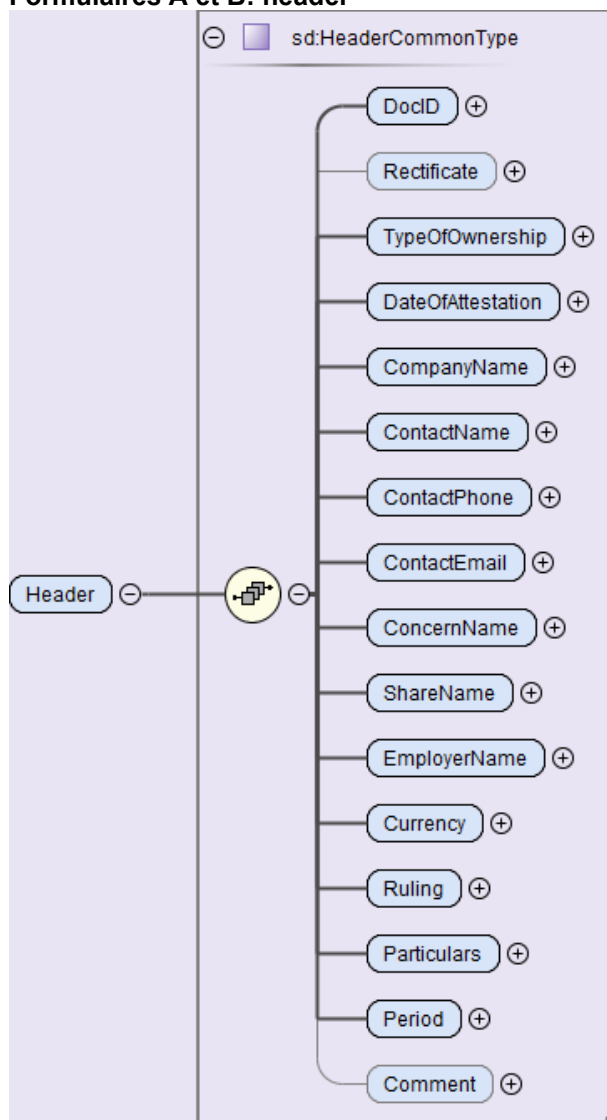 Formulaires A et B: header
sd:HeaderCommonType
DocID
Rectificate
TypeOfOwnership
DateOfAttestation
CompanyName
ContactName
ContactPhone
ContactEmail
Header
ConcernName
ShareName
EmployerName
Currency
Ruling
Particulars
Period
Comment